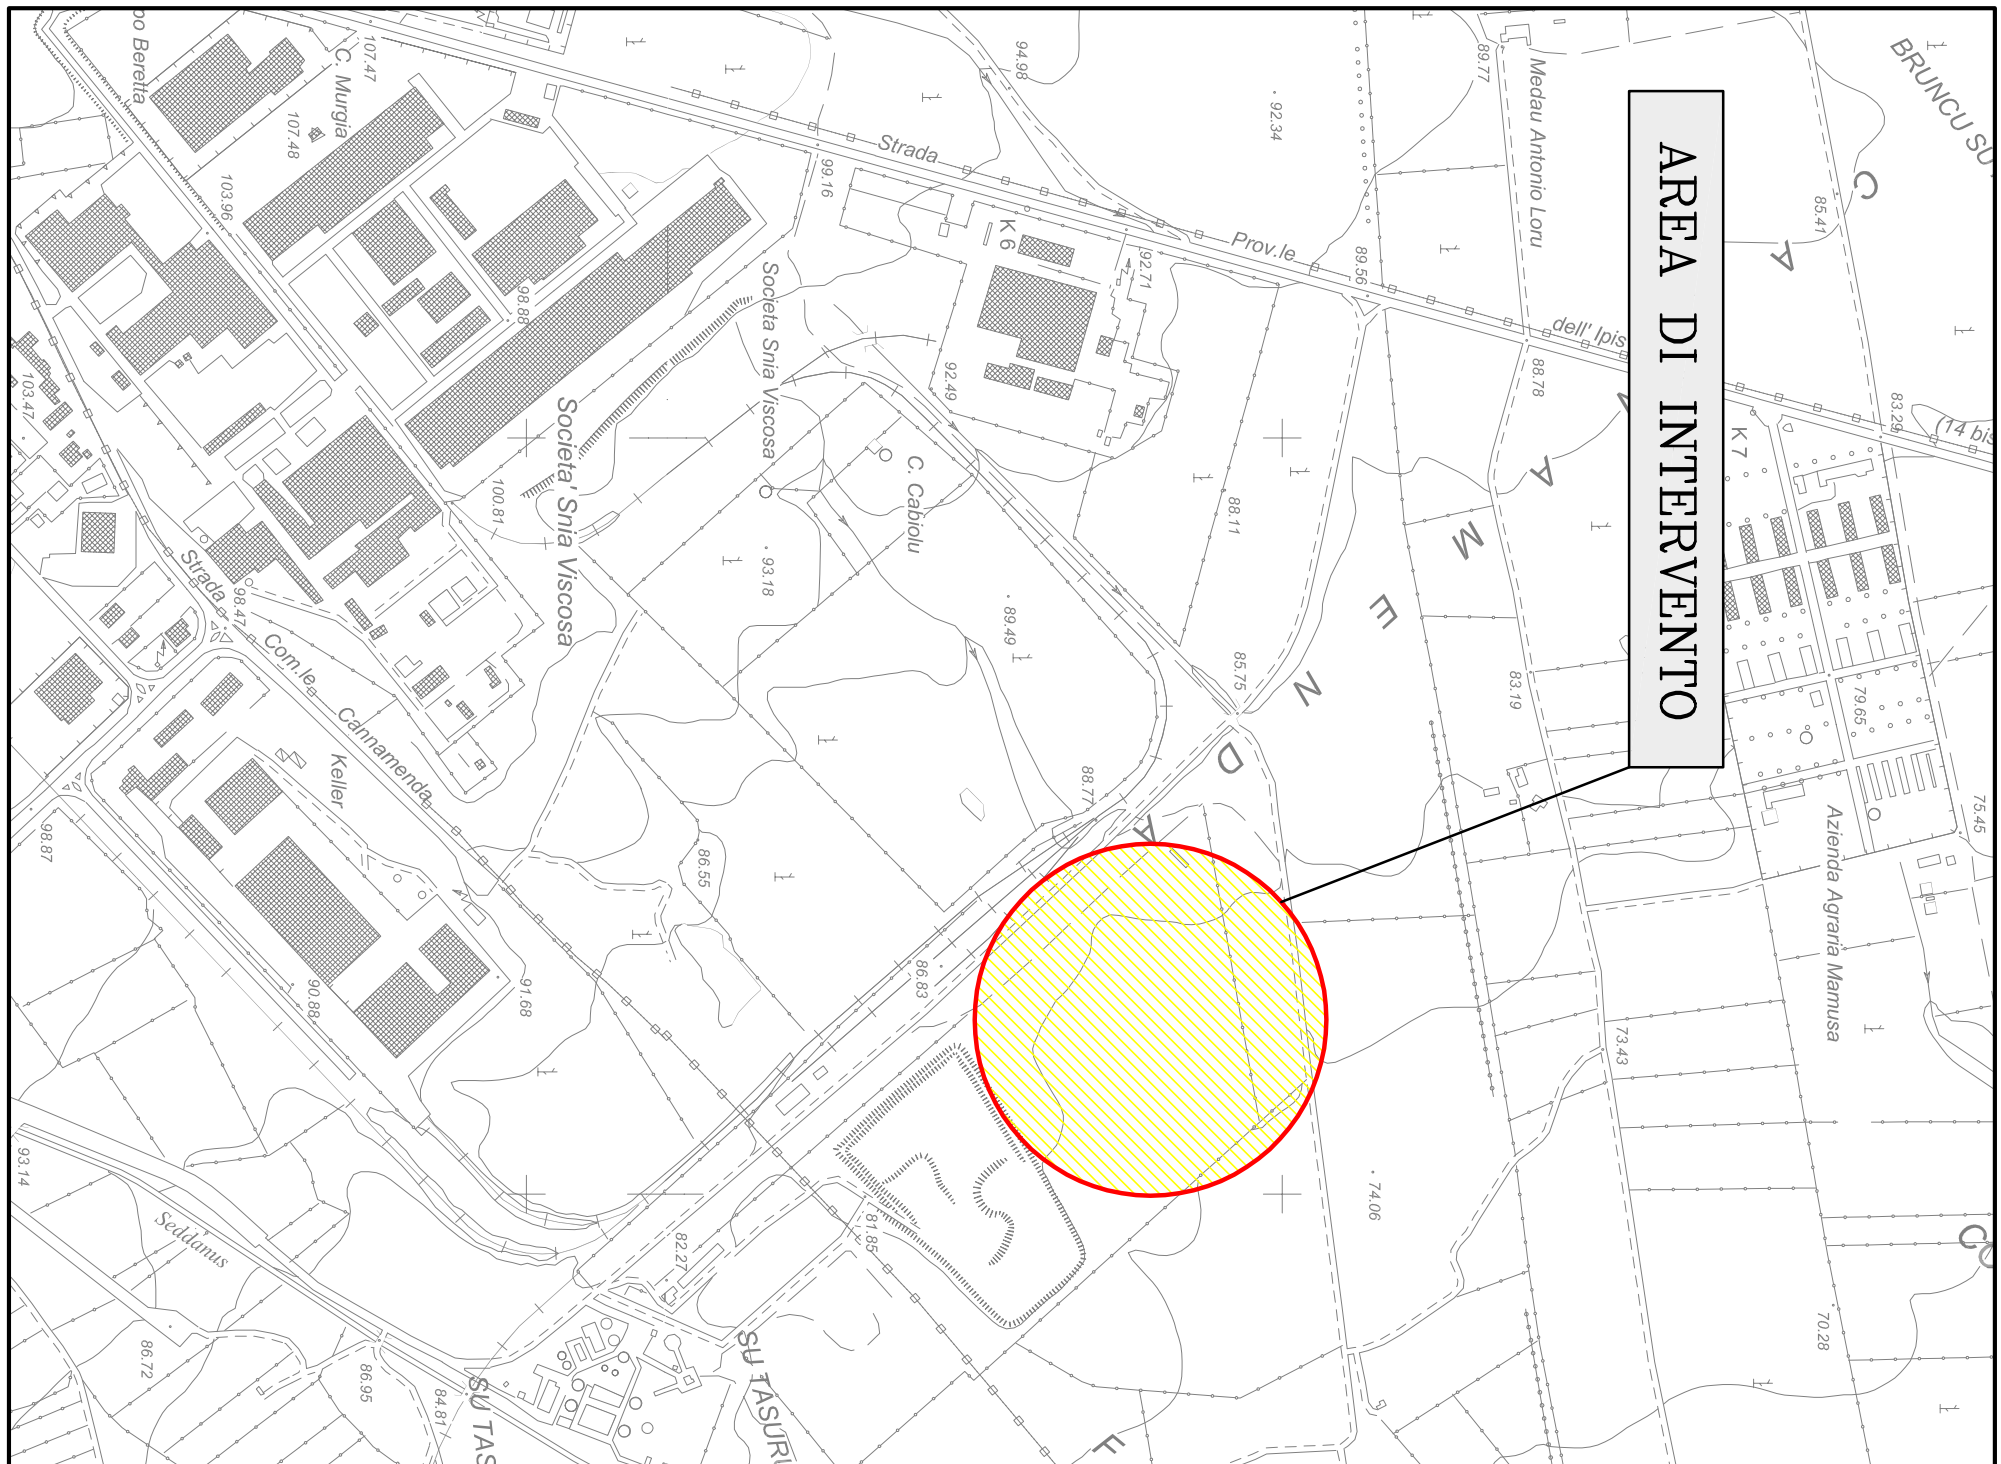 AREA DI INTERVENTO
BRUNCU SU
C
A
A
M
E
N
D
A
Beretta
C. Murgia
107.47
107.48
103.96
94.98
92.34
89.77
Medau Antonio Loru
85.41
Strada
Prov.le
dell' Ipis
(14 bis
99.16
K 6
92.71
89.56
88.78
83.29
K 7
98.88
Societa Snia Viscosa
Societa' Snia Viscosa
92.49
103.47
100.81
C. Cabiolu
88.11
93.18
89.49
Strada
Com.le
Cannamenda
98.47
85.75
83.19
79.65
75.45
Keller
88.77
86.55
98.87
Azienda Agraria Mamusa
86.83
90.88
91.68
73.43
93.14
Seddanus
74.06
81.85
82.27
CO
70.28
86.72
86.95
84.81
SU TAS
SU TASURU
F